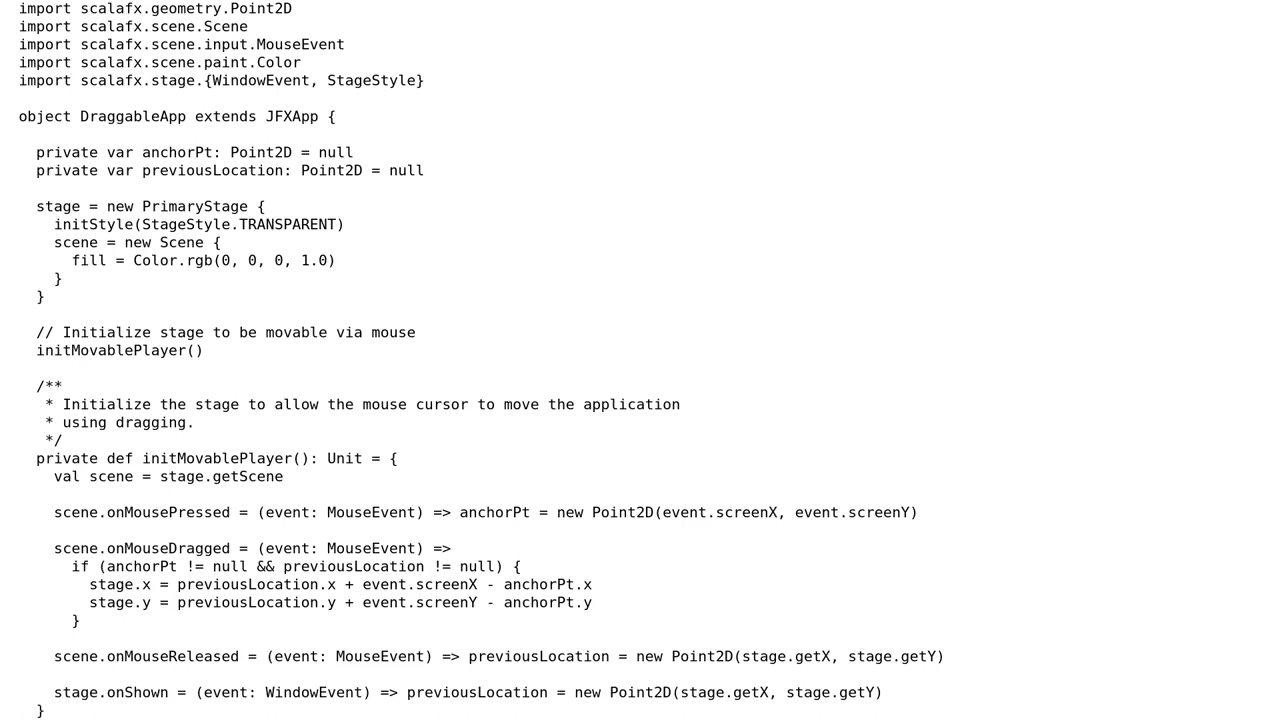 import scalafx.geometry.Point2D
import scalafx.scene.Scene
import scalafx.scene.input.MouseEvent
import scalafx.scene.paint.Color
import scalafx.stage.{WindowEvent, StageStyle}

object DraggableApp extends JFXApp {

  private var anchorPt: Point2D = null
  private var previousLocation: Point2D = null

  stage = new PrimaryStage {
    initStyle(StageStyle.TRANSPARENT)
    scene = new Scene {
      fill = Color.rgb(0, 0, 0, 1.0)
    }
  }

  // Initialize stage to be movable via mouse
  initMovablePlayer()

  /**
   * Initialize the stage to allow the mouse cursor to move the application
   * using dragging.
   */
  private def initMovablePlayer(): Unit = {
    val scene = stage.getScene

    scene.onMousePressed = (event: MouseEvent) => anchorPt = new Point2D(event.screenX, event.screenY)

    scene.onMouseDragged = (event: MouseEvent) =>
      if (anchorPt != null && previousLocation != null) {
        stage.x = previousLocation.x + event.screenX - anchorPt.x
        stage.y = previousLocation.y + event.screenY - anchorPt.y
      }

    scene.onMouseReleased = (event: MouseEvent) => previousLocation = new Point2D(stage.getX, stage.getY)

    stage.onShown = (event: WindowEvent) => previousLocation = new Point2D(stage.getX, stage.getY)
  }